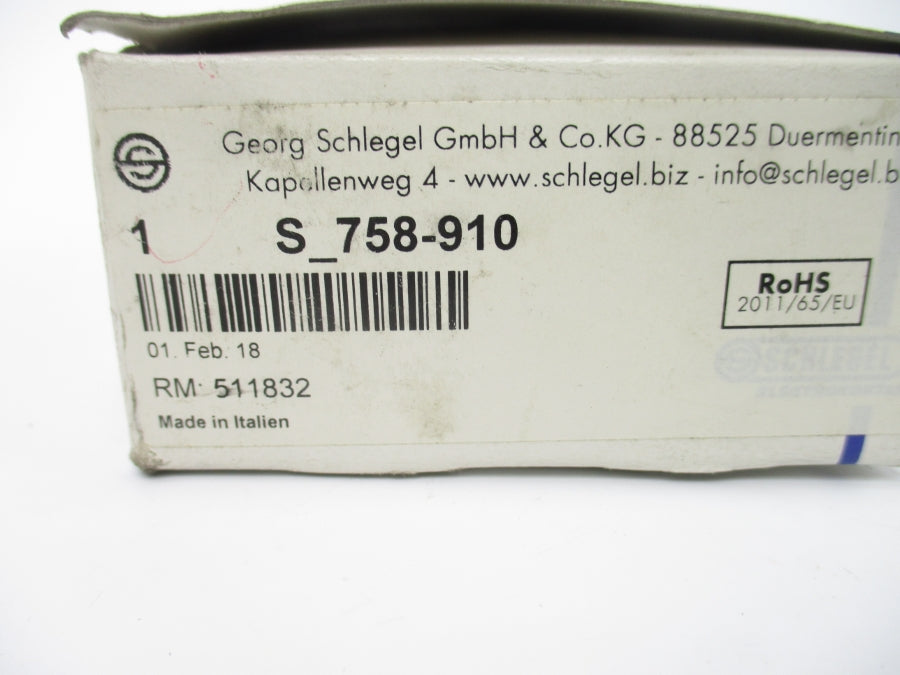 Georg Schlegel GmbH & Co.KG - 88525 Duermentin
Kapellenweg 4 - www.schlegel.biz - info@schlegel.b
1 S_758-910
RoHS
2011/65/EU
01. Feb. 18
SCHLEGEL
RM: 511832
Made in Italien